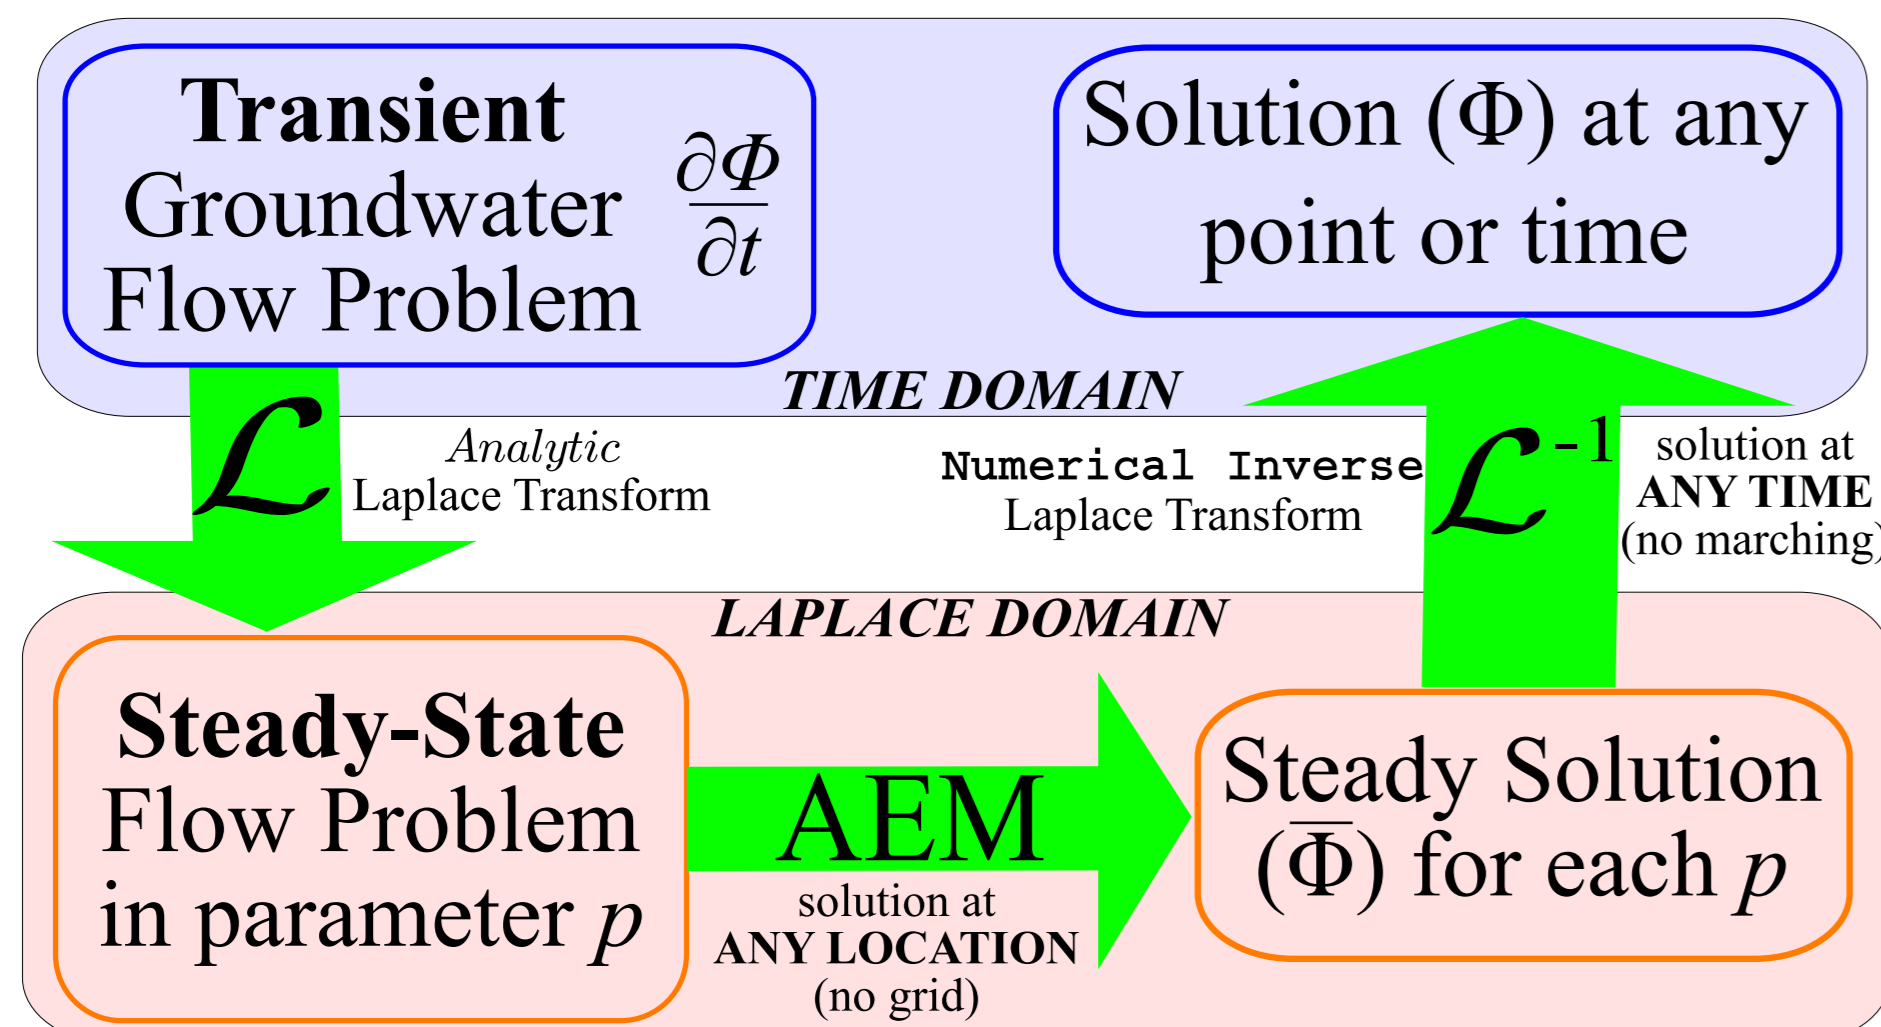 Transient
Groundwater
Flow Problem
∂Φ
∂t
Solution (Φ) at any
point or time
TIME DOMAIN
ℒ
Analytic
Laplace Transform
Numerical Inverse
Laplace Transform
ℒ⁻¹
solution at
ANY TIME
(no marching)
LAPLACE DOMAIN
Steady-State
Flow Problem
in parameter p
AEM
solution at
ANY LOCATION
(no grid)
Steady Solution
(Φ̅) for each p